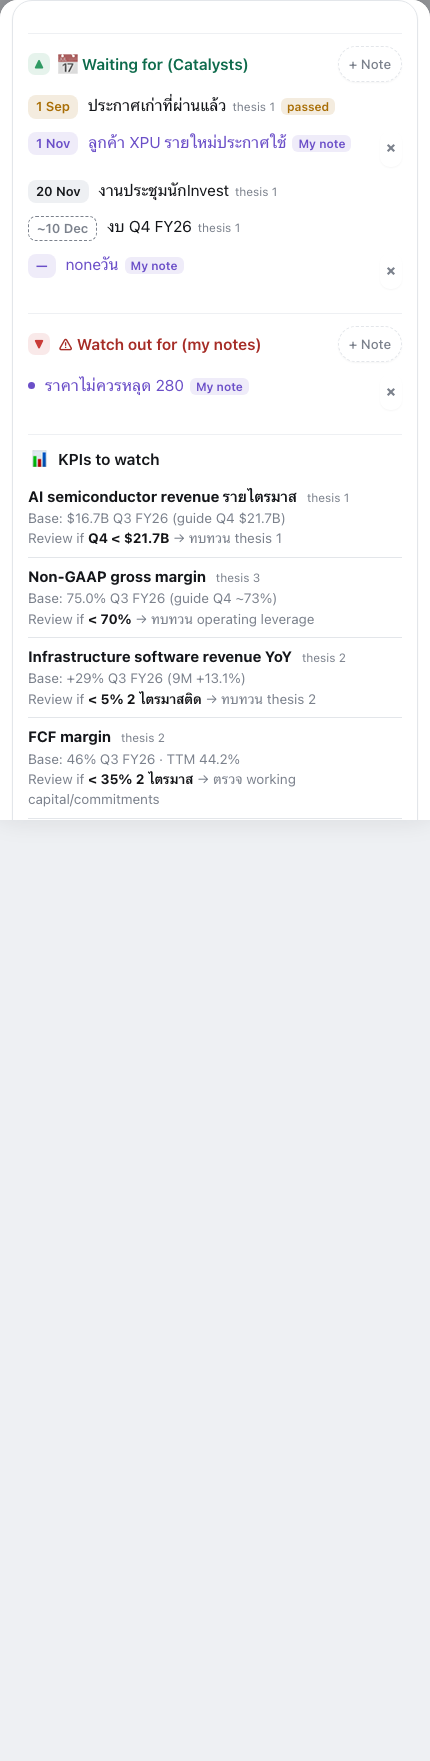 Waiting for (Catalysts)
+ Note
1 Sep ประกาศเก่าที่ผ่านแล้ว thesis 1 passed
1 Nov ลูกค้า XPU รายใหม่ประกาศใช้ My note ×
20 Nov งานประชุมนักInvest thesis 1
~10 Dec งบ Q4 FY26 thesis 1
— noneวัน My note ×
Watch out for (my notes)
+ Note
ราคาไม่ควรหลุด 280 My note ×
KPIs to watch
AI semiconductor revenue รายไตรมาส thesis 1
Base: $16.7B Q3 FY26 (guide Q4 $21.7B)
Review if Q4 < $21.7B → ทบทวน thesis 1
Non-GAAP gross margin thesis 3
Base: 75.0% Q3 FY26 (guide Q4 ~73%)
Review if < 70% → ทบทวน operating leverage
Infrastructure software revenue YoY thesis 2
Base: +29% Q3 FY26 (9M +13.1%)
Review if < 5% 2 ไตรมาสติด → ทบทวน thesis 2
FCF margin thesis 2
Base: 46% Q3 FY26 · TTM 44.2%
Review if < 35% 2 ไตรมาส → ตรวจ working
capital/commitments